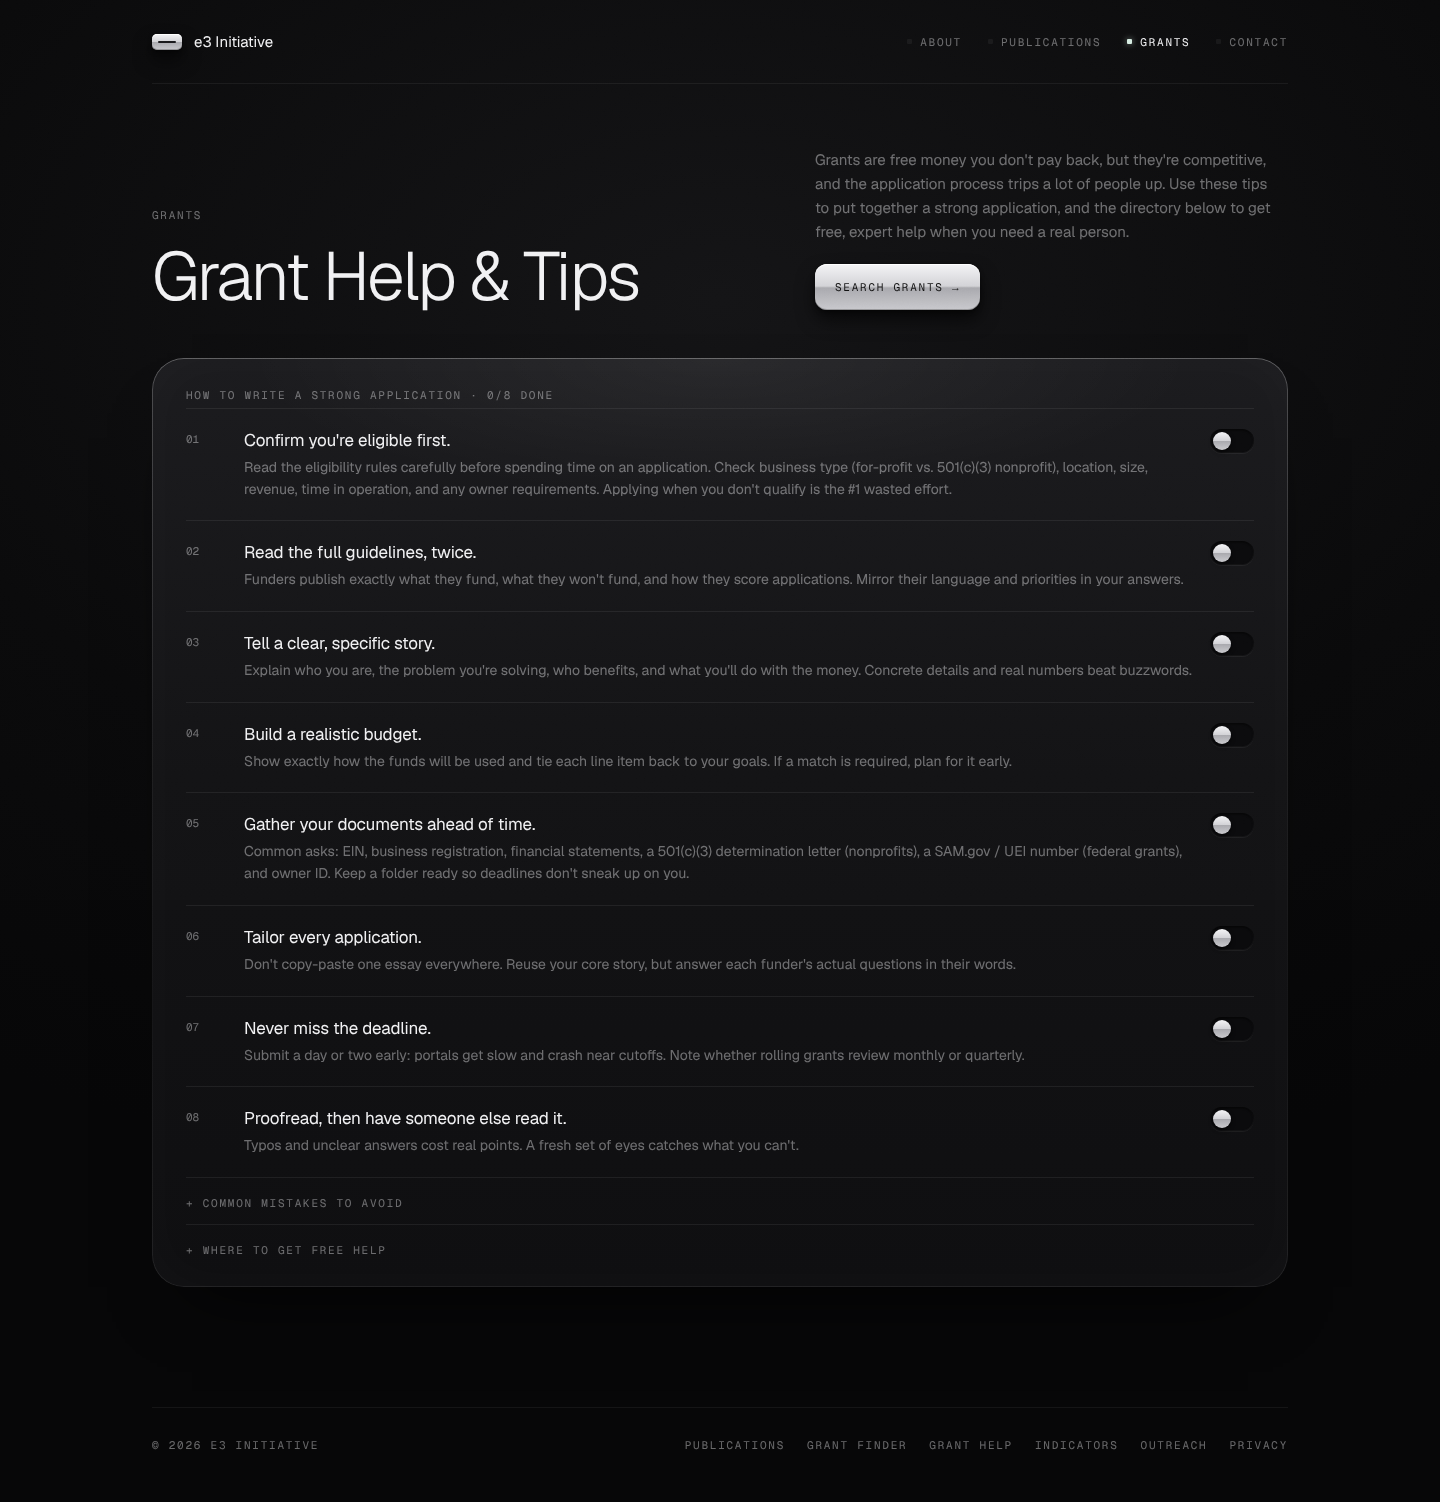 e3 Initiative
ABOUT
PUBLICATIONS
GRANTS
CONTACT
GRANTS
Grant Help & Tips
Grants are free money you don't pay back, but they're competitive,
and the application process trips a lot of people up. Use these tips
to put together a strong application, and the directory below to get
free, expert help when you need a real person.
SEARCH GRANTS →
HOW TO WRITE A STRONG APPLICATION · 0/8 DONE
01
Confirm you're eligible first.
Read the eligibility rules carefully before spending time on an application. Check business type (for-profit vs. 501(c)(3) nonprofit), location, size,
revenue, time in operation, and any owner requirements. Applying when you don't qualify is the #1 wasted effort.
02
Read the full guidelines, twice.
Funders publish exactly what they fund, what they won't fund, and how they score applications. Mirror their language and priorities in your answers.
03
Tell a clear, specific story.
Explain who you are, the problem you're solving, who benefits, and what you'll do with the money. Concrete details and real numbers beat buzzwords.
04
Build a realistic budget.
Show exactly how the funds will be used and tie each line item back to your goals. If a match is required, plan for it early.
05
Gather your documents ahead of time.
Common asks: EIN, business registration, financial statements, a 501(c)(3) determination letter (nonprofits), a SAM.gov / UEI number (federal grants),
and owner ID. Keep a folder ready so deadlines don't sneak up on you.
06
Tailor every application.
Don't copy-paste one essay everywhere. Reuse your core story, but answer each funder's actual questions in their words.
07
Never miss the deadline.
Submit a day or two early: portals get slow and crash near cutoffs. Note whether rolling grants review monthly or quarterly.
08
Proofread, then have someone else read it.
Typos and unclear answers cost real points. A fresh set of eyes catches what you can't.
+ COMMON MISTAKES TO AVOID
+ WHERE TO GET FREE HELP
© 2026 E3 INITIATIVE
PUBLICATIONS
GRANT FINDER
GRANT HELP
INDICATORS
OUTREACH
PRIVACY